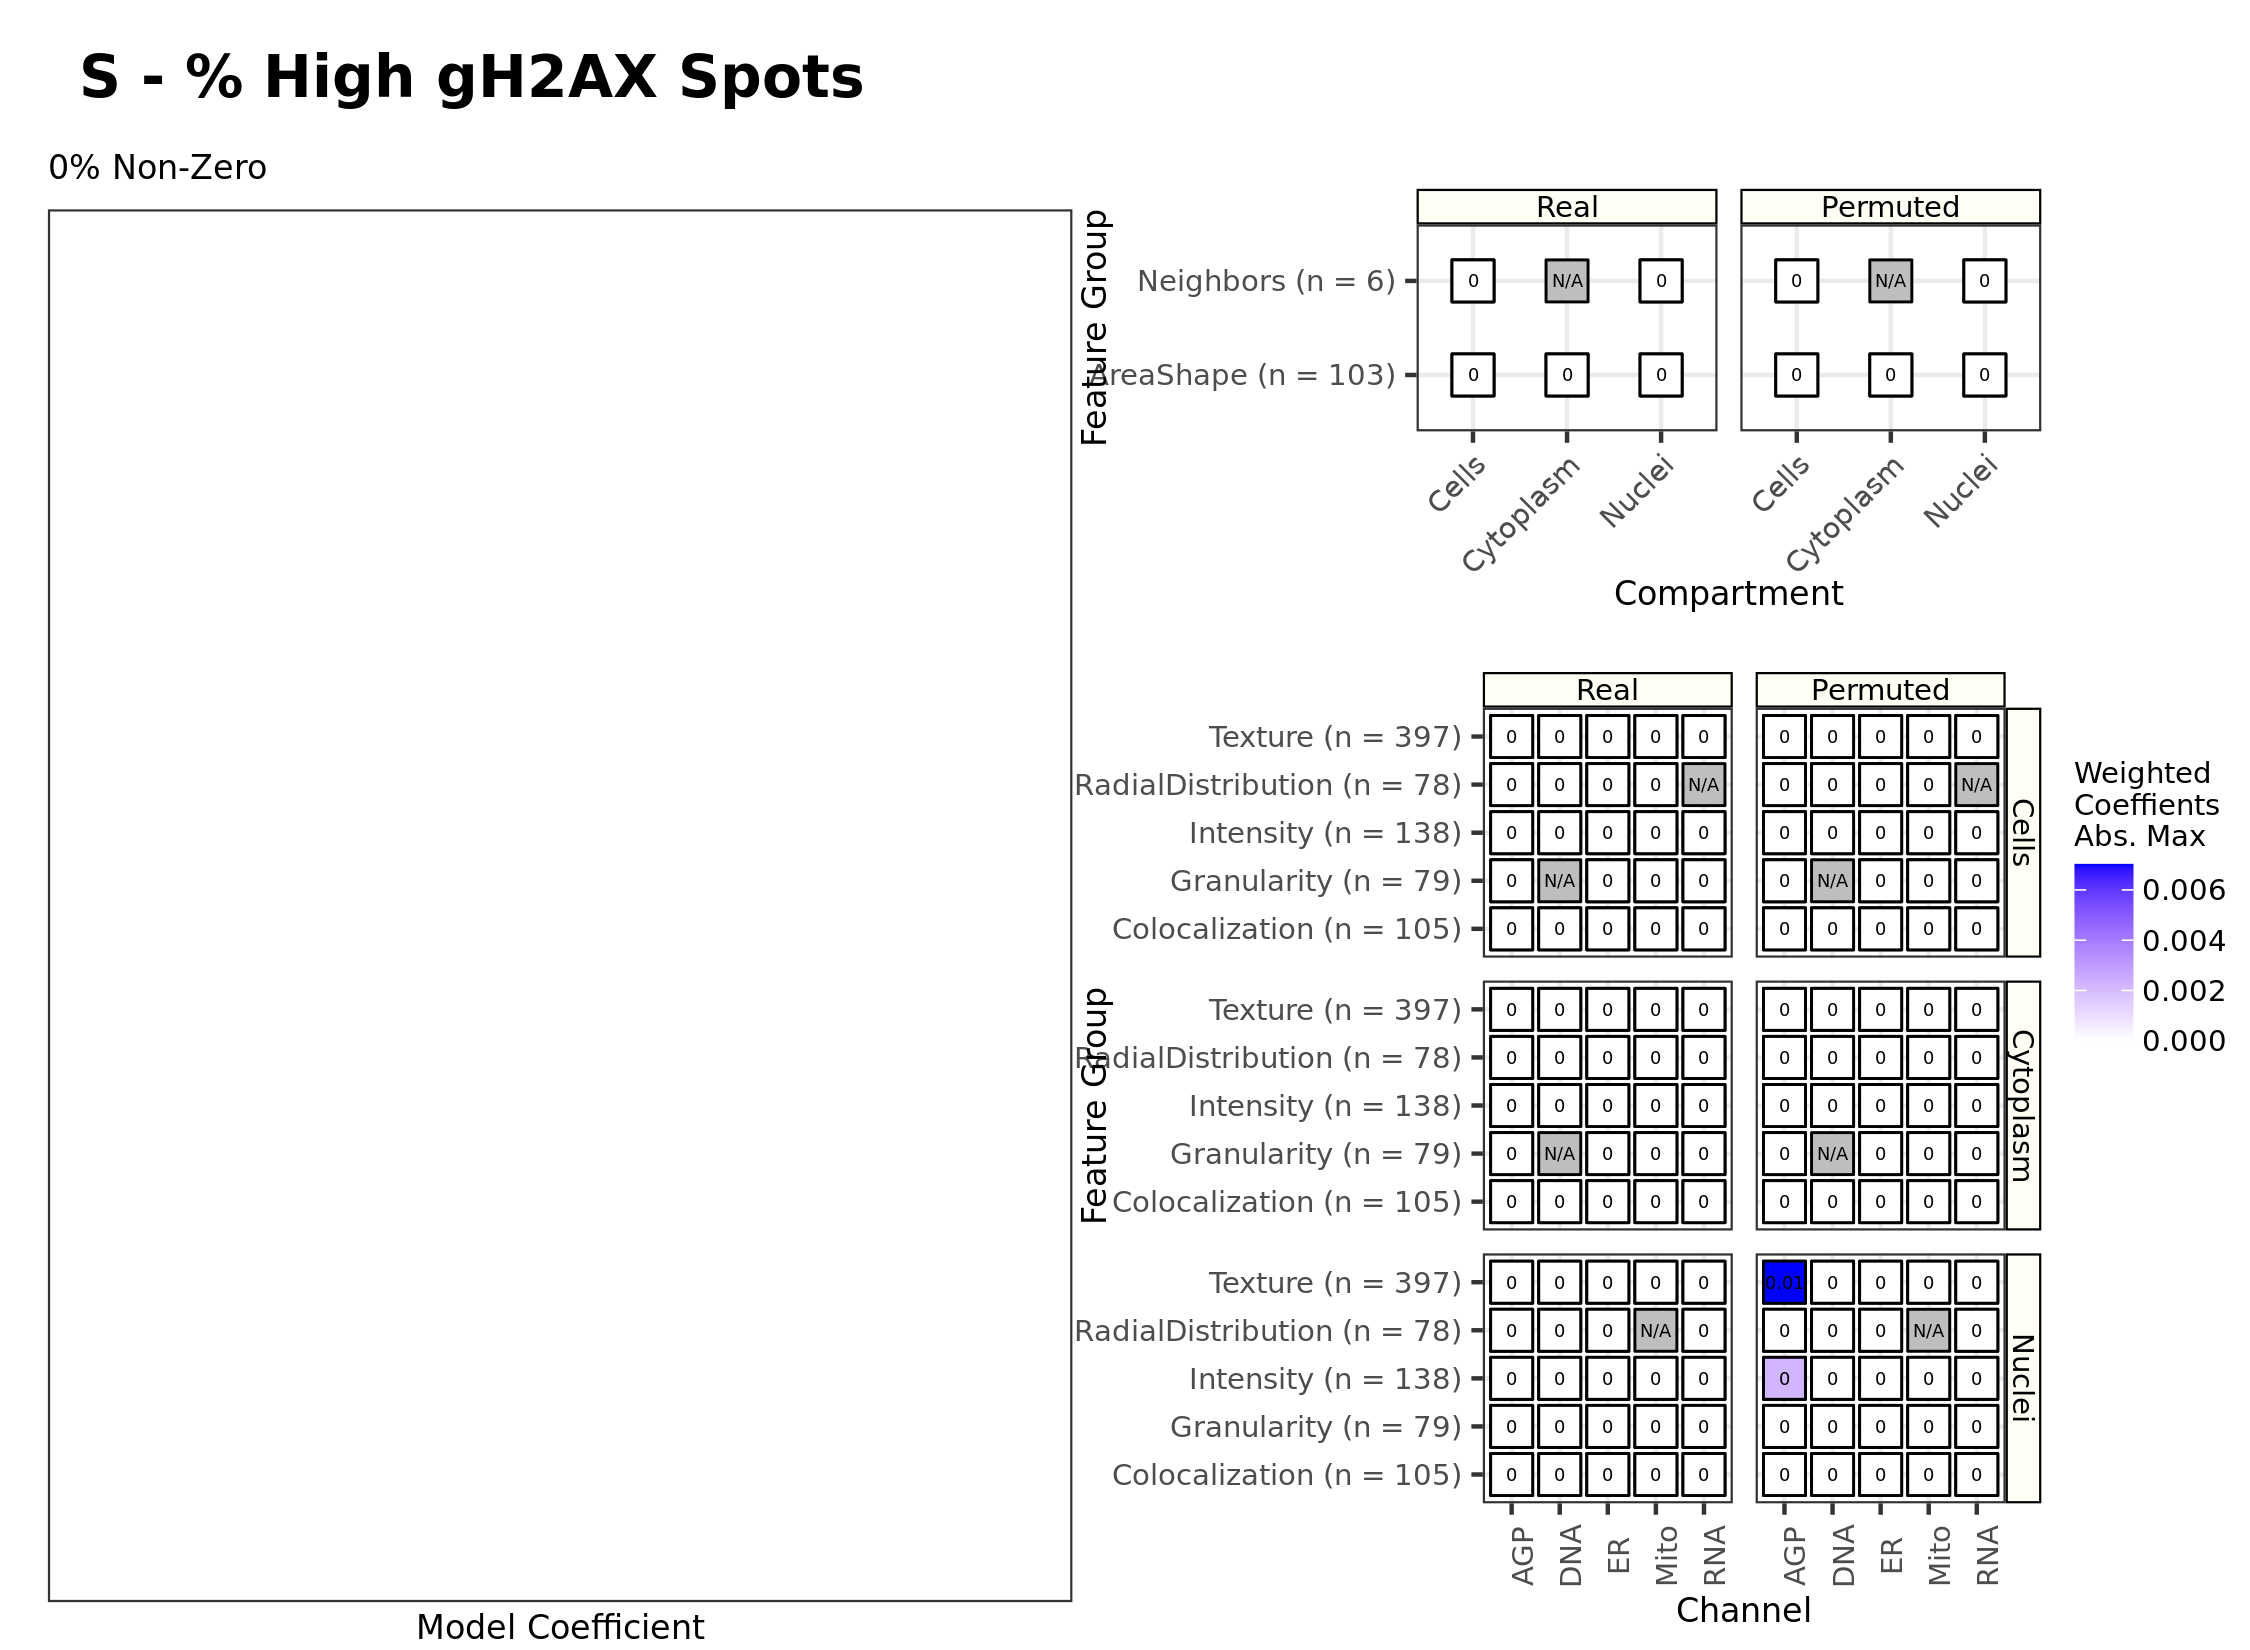 S - % High gH2AX Spots
0% Non-Zero
Model Coefficient
Feature Group
Real Permuted
Neighbors (n = 6) 0 N/A 0 0 N/A 0
AreaShape (n = 103) 0 0 0 0 0 0
Cells Cytoplasm Nuclei Cells Cytoplasm Nuclei
Compartment
Feature Group
Real Permuted
Cells
Texture (n = 397) 0 0 0 0 0 0 0 0 0 0
RadialDistribution (n = 78) 0 0 0 0 N/A 0 0 0 0 N/A
Intensity (n = 138) 0 0 0 0 0 0 0 0 0 0
Granularity (n = 79) 0 N/A 0 0 0 0 N/A 0 0 0
Colocalization (n = 105) 0 0 0 0 0 0 0 0 0 0
Cytoplasm
Texture (n = 397) 0 0 0 0 0 0 0 0 0 0
RadialDistribution (n = 78) 0 0 0 0 0 0 0 0 0 0
Intensity (n = 138) 0 0 0 0 0 0 0 0 0 0
Granularity (n = 79) 0 N/A 0 0 0 0 N/A 0 0 0
Colocalization (n = 105) 0 0 0 0 0 0 0 0 0 0
Nuclei
Texture (n = 397) 0 0 0 0 0 0.01 0 0 0 0
RadialDistribution (n = 78) 0 0 0 N/A 0 0 0 0 N/A 0
Intensity (n = 138) 0 0 0 0 0 0 0 0 0 0
Granularity (n = 79) 0 0 0 0 0 0 0 0 0 0
Colocalization (n = 105) 0 0 0 0 0 0 0 0 0 0
AGP DNA ER Mito RNA AGP DNA ER Mito RNA
Channel
Weighted
Coeffients
Abs. Max
0.006
0.004
0.002
0.000